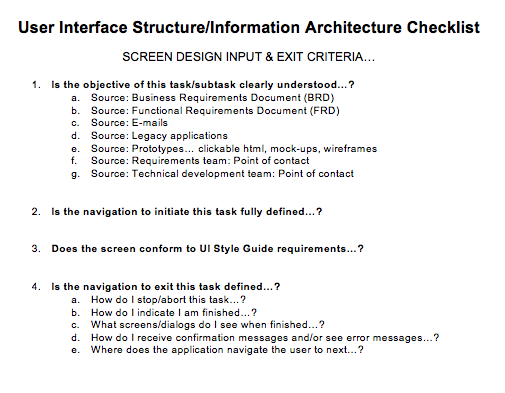 User Interface Structure/Information Architecture Checklist
SCREEN DESIGN INPUT & EXIT CRITERIA...
1. Is the objective of this task/subtask clearly understood...?
a. Source: Business Requirements Document (BRD)
b. Source: Functional Requirements Document (FRD)
c. Source: E-mails
d. Source: Legacy applications
e. Source: Prototypes... clickable html, mock-ups, wireframes
f. Source: Requirements team: Point of contact
g. Source: Technical development team: Point of contact
2. Is the navigation to initiate this task fully defined...?
3. Does the screen conform to UI Style Guide requirements...?
4. Is the navigation to exit this task defined...?
a. How do I stop/abort this task...?
b. How do I indicate I am finished...?
c. What screens/dialogs do I see when finished...?
d. How do I receive confirmation messages and/or see error messages...?
e. Where does the application navigate the user to next...?